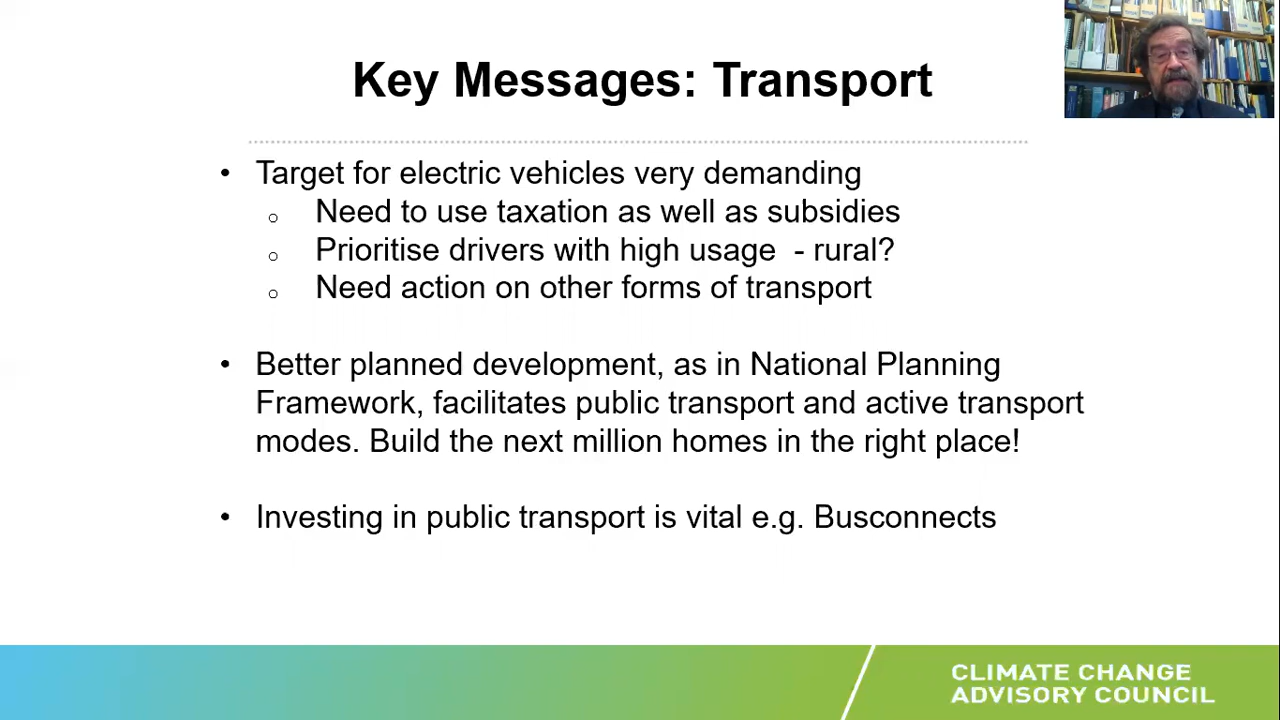 Key Messages: Transport
• Target for electric vehicles very demanding
o Need to use taxation as well as subsidies
o Prioritise drivers with high usage - rural?
o Need action on other forms of transport
• Better planned development, as in National Planning
Framework, facilitates public transport and active transport
modes. Build the next million homes in the right place!
• Investing in public transport is vital e.g. Busconnects
CLIMATE CHANGE
ADVISORY COUNCIL